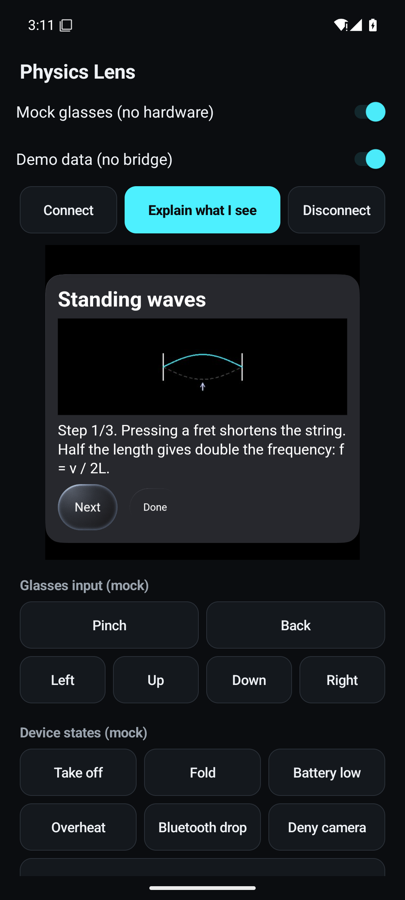 3:11
Physics Lens
Mock glasses (no hardware)
Demo data (no bridge)
Connect
Explain what I see
Disconnect
Standing waves
Step 1/3. Pressing a fret shortens the string.
Half the length gives double the frequency: f
= v / 2L.
Next
Done
Glasses input (mock)
Pinch
Back
Left
Up
Down
Right
Device states (mock)
Take off
Fold
Battery low
Overheat
Bluetooth drop
Deny camera